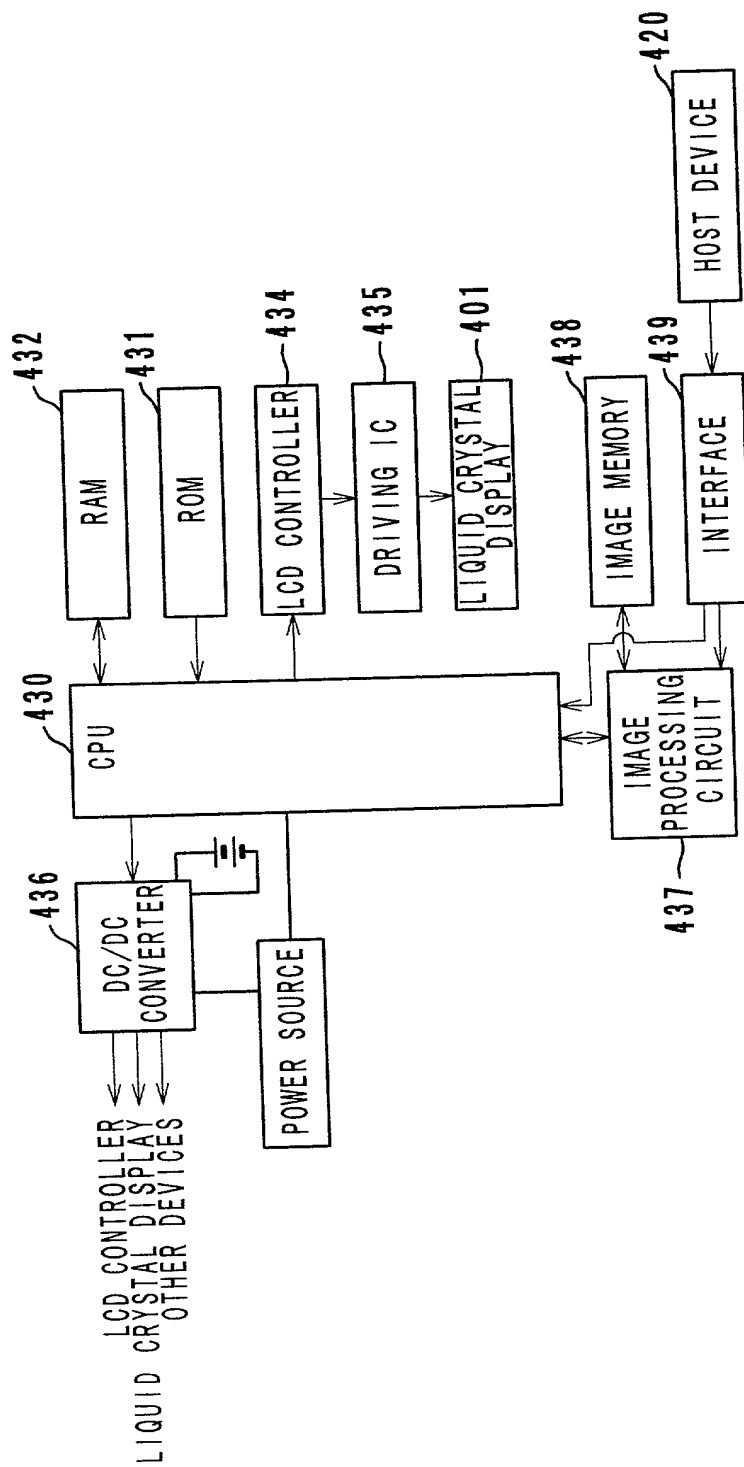 436
DC/DC
CONVERTER
LCD CONTROLLER
LIQUID CRYSTAL DISPLAY
OTHER DEVICES
POWER SOURCE
430
CPU
432
RAM
431
ROM
434
LCD CONTROLLER
435
DRIVING IC
401
LIQUID CRYSTAL
DISPLAY
438
IMAGE MEMORY
439
INTERFACE
420
HOST DEVICE
IMAGE
PROCESSING
CIRCUIT
437